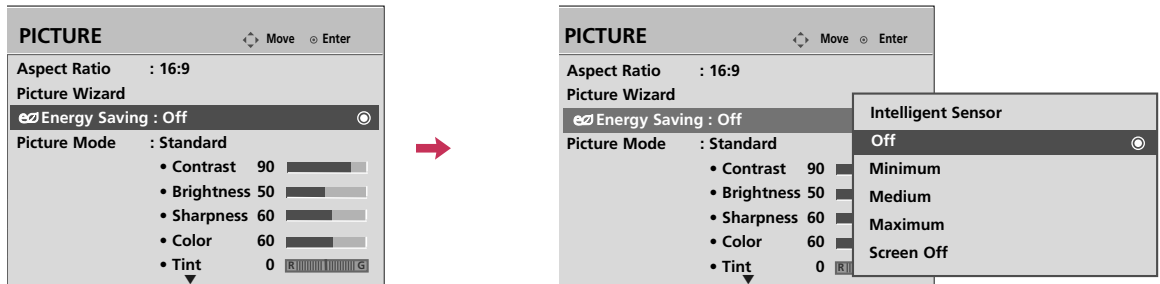 PICTURE Move Enter
Aspect Ratio : 16:9
Picture Wizard
Energy Saving : Off
Picture Mode : Standard
• Contrast 90
• Brightness 50
• Sharpness 60
• Color 60
• Tint 0 R G
PICTURE Move Enter
Aspect Ratio : 16:9
Picture Wizard
Energy Saving : Off
Picture Mode : Standard
• Contrast 90
• Brightness 50
• Sharpness 60
• Color 60
• Tint 0 R
Intelligent Sensor
Off
Minimum
Medium
Maximum
Screen Off